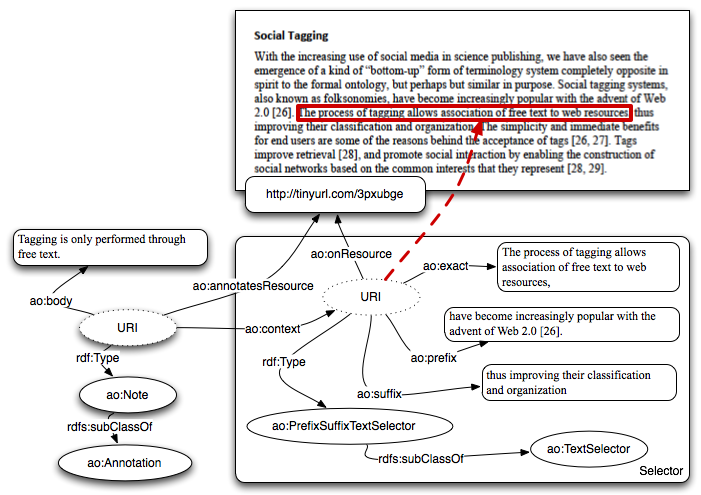 Social Tagging
With the increasing use of social media in science publishing, we have also seen the
emergence of a kind of “bottom-up” form of terminology system completely opposite in
spirit to the formal ontology, but perhaps but similar in purpose. Social tagging systems,
also known as folksonomies, have become increasingly popular with the advent of Web
2.0 [26]. The process of tagging allows association of free text to web resources, thus
improving their classification and organization. The simplicity and immediate benefits
for end users are some of the reasons behind the acceptance of tags [26, 27]. Tags
improve retrieval [28], and promote social interaction by enabling the construction of
social networks based on the common interests that they represent [28, 29].
http://tinyurl.com/3pxubge
Tagging is only performed through
free text.
ao:body
ao:annotatesResource
ao:onResource
ao:exact
The process of tagging allows
association of free text to web
resources,
URI
URI
ao:context
have become increasingly popular with the
advent of Web 2.0 [26].
ao:prefix
rdf:Type
rdf:Type
thus improving their classification
and organization
ao:suffix
ao:Note
rdfs:subClassOf
ao:PrefixSuffixTextSelector
ao:Annotation
rdfs:subClassOf
ao:TextSelector
Selector